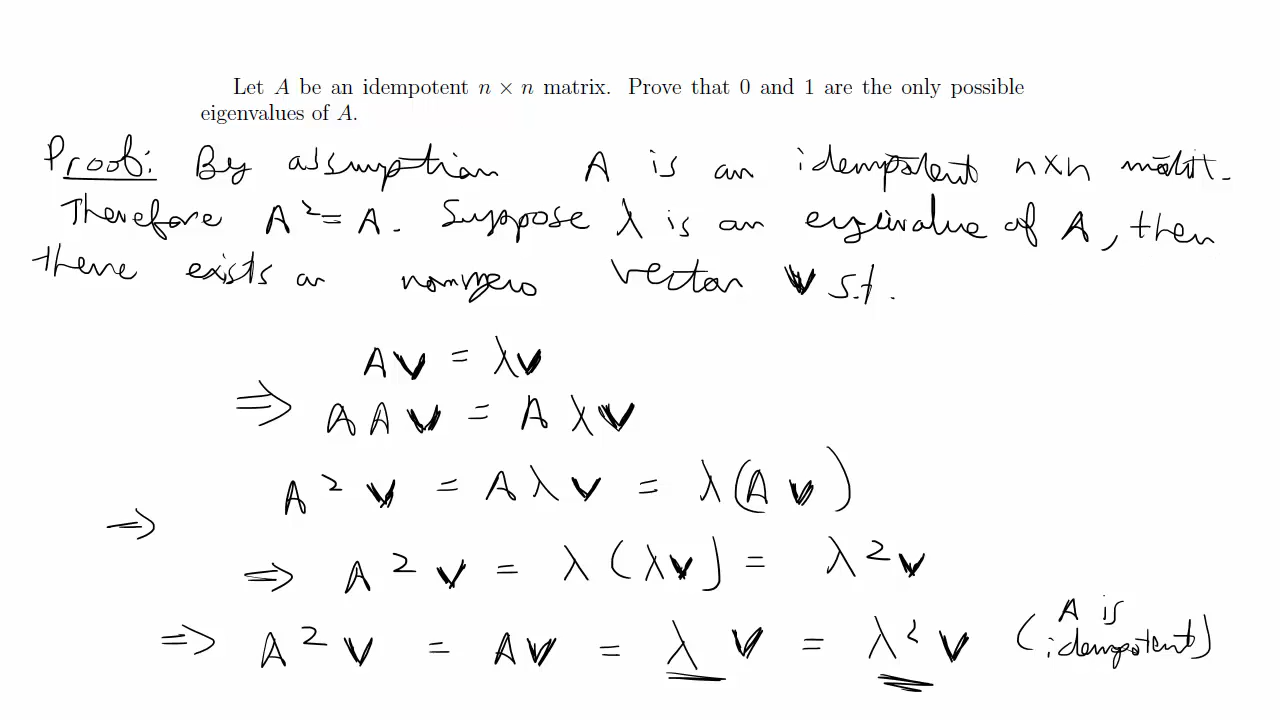 Let A be an idempotent n × n matrix. Prove that 0 and 1 are the only possible
eigenvalues of A.
Proof: By assumption A is an idempotent n×n matrix.
Therefore A² = A. Suppose λ is an eigenvalue of A, then
there exists a nonzero vector v s.t.
Av = λv
⇒ AAv = Aλv
⇒ A²v = Aλv = λ(Av)
⇒ A²v = λ(λv) = λ²v
⇒ A²v = Av = λv = λ²v (A is
idempotent)